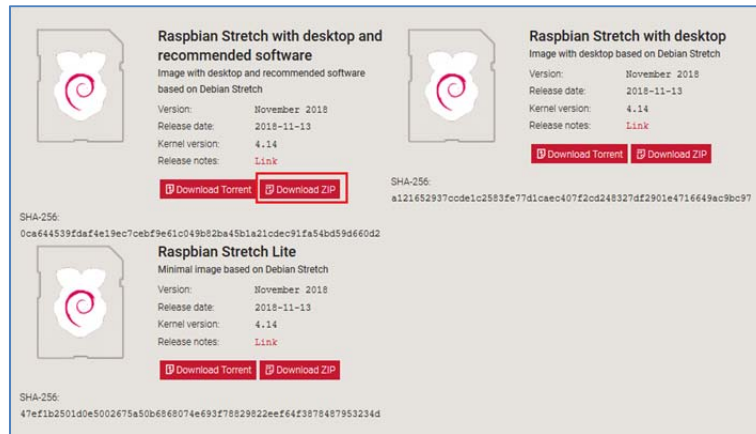 Raspbian Stretch with desktop and
recommended software
Image with desktop and recommended software
based on Debian Stretch
Version: November 2018
Release date: 2018-11-13
Kernel version: 4.14
Release notes: Link
Download Torrent Download ZIP
SHA-256:
0ca644539fdaf4e19ec7cebf9e61c049b82ba45b1a21cdec91fa54bd59d660d2
Raspbian Stretch with desktop
Image with desktop based on Debian Stretch
Version: November 2018
Release date: 2018-11-13
Kernel version: 4.14
Release notes: Link
Download Torrent Download ZIP
SHA-256:
a121652937ccde1c2583fe77d1caec407f2cd248327df2901e4716649ac9bc97
Raspbian Stretch Lite
Minimal image based on Debian Stretch
Version: November 2018
Release date: 2018-11-13
Kernel version: 4.14
Release notes: Link
Download Torrent Download ZIP
SHA-256:
47ef1b2501d0e5002675a50b6868074e693f78829822eef64f3878487953234d